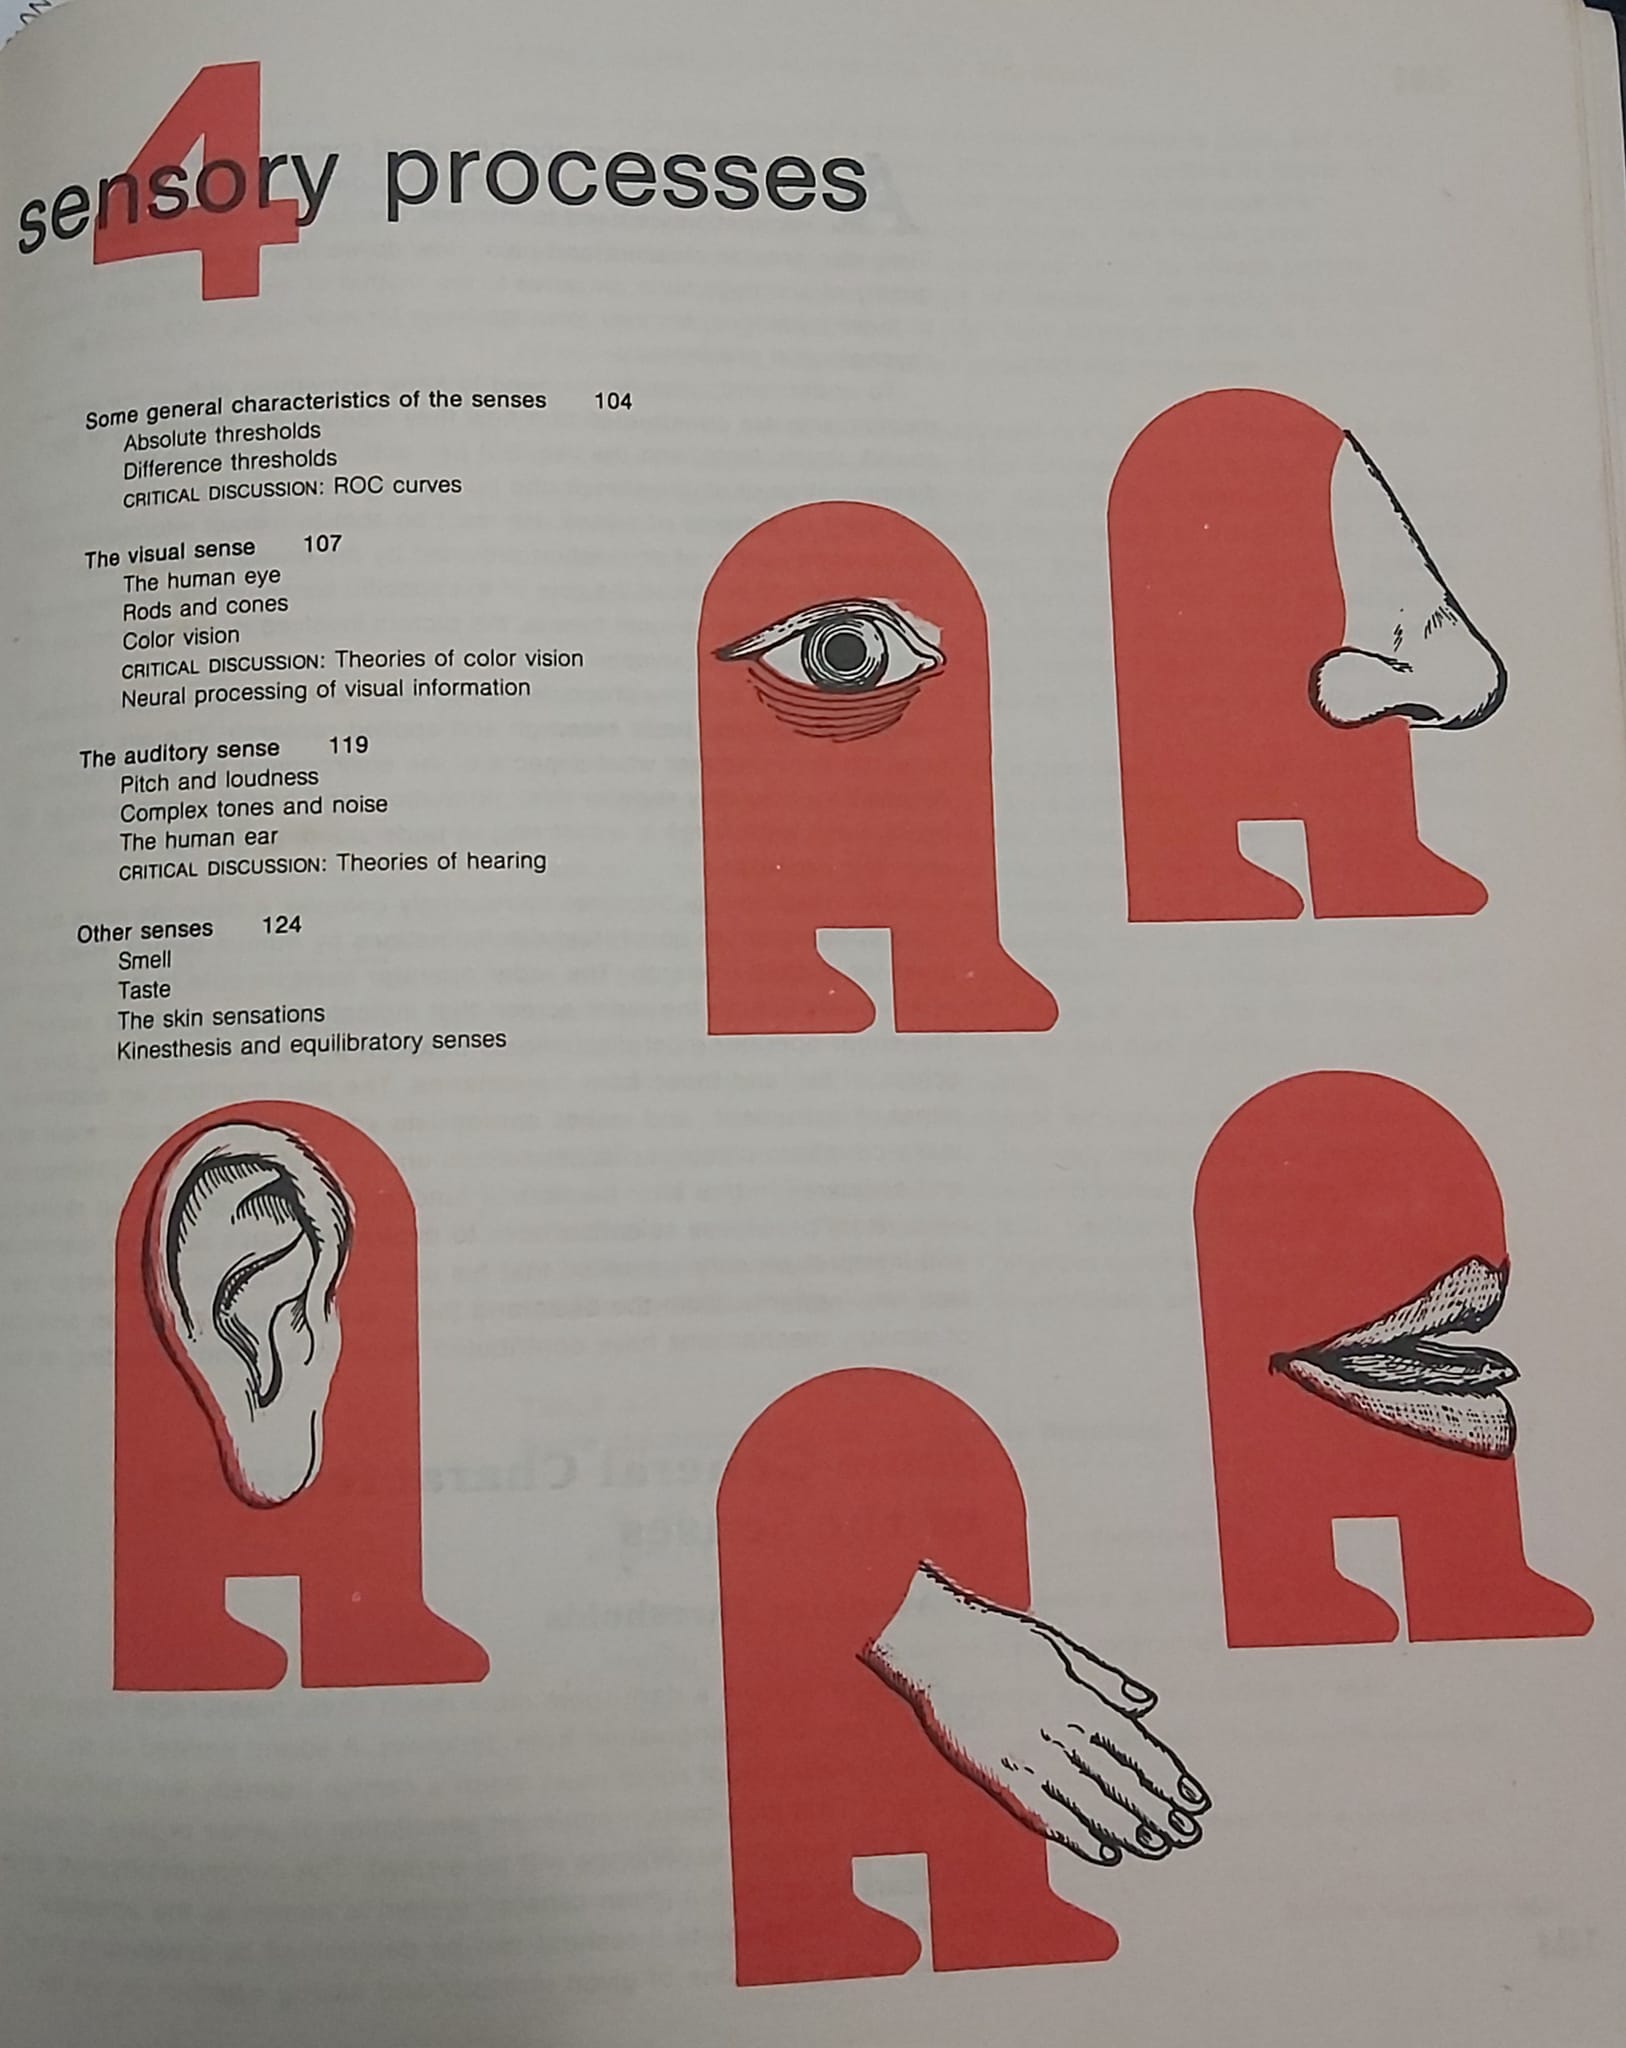 4
sensory processes
Some general characteristics of the senses 104
Absolute thresholds
Difference thresholds
CRITICAL DISCUSSION: ROC curves
The visual sense 107
The human eye
Rods and cones
Color vision
CRITICAL DISCUSSION: Theories of color vision
Neural processing of visual information
The auditory sense 119
Pitch and loudness
Complex tones and noise
The human ear
CRITICAL DISCUSSION: Theories of hearing
Other senses 124
Smell
Taste
The skin sensations
Kinesthesis and equilibratory senses